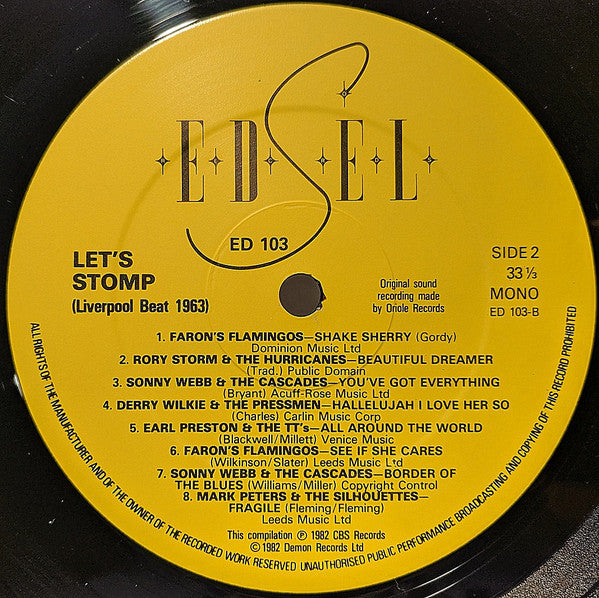 EDSEL
ED 103
LET'S
STOMP
(Liverpool Beat 1963)
Original sound
recording made
by Oriole Records
SIDE 2
33 ⅓
MONO
ED 103-B
1. FARON'S FLAMINGOS—SHAKE SHERRY (Gordy)
Dominion Music Ltd
2. RORY STORM & THE HURRICANES—BEAUTIFUL DREAMER
(Trad.) Public Domain
3. SONNY WEBB & THE CASCADES—YOU'VE GOT EVERYTHING
(Bryant) Acuff-Rose Music Ltd
4. DERRY WILKIE & THE PRESSMEN—HALLELUJAH I LOVE HER SO
(Charles) Carlin Music Corp
5. EARL PRESTON & THE TT's—ALL AROUND THE WORLD
(Blackwell/Millett) Venice Music
6. FARON'S FLAMINGOS—SEE IF SHE CARES
(Wilkinson/Slater) Leeds Music Ltd
7. SONNY WEBB & THE CASCADES—BORDER OF
THE BLUES (Williams/Miller) Copyright Control
8. MARK PETERS & THE SILHOUETTES—
FRAGILE (Fleming/Fleming)
Leeds Music Ltd
This compilation ℗ 1982 CBS Records
©1982 Demon Records Ltd
ALL RIGHTS OF THE MANUFACTURER AND OF THE OWNER OF THE RECORDED WORK RESERVED UNAUTHORISED PUBLIC PERFORMANCE BROADCASTING AND COPYING OF THIS RECORD PROHIBITED